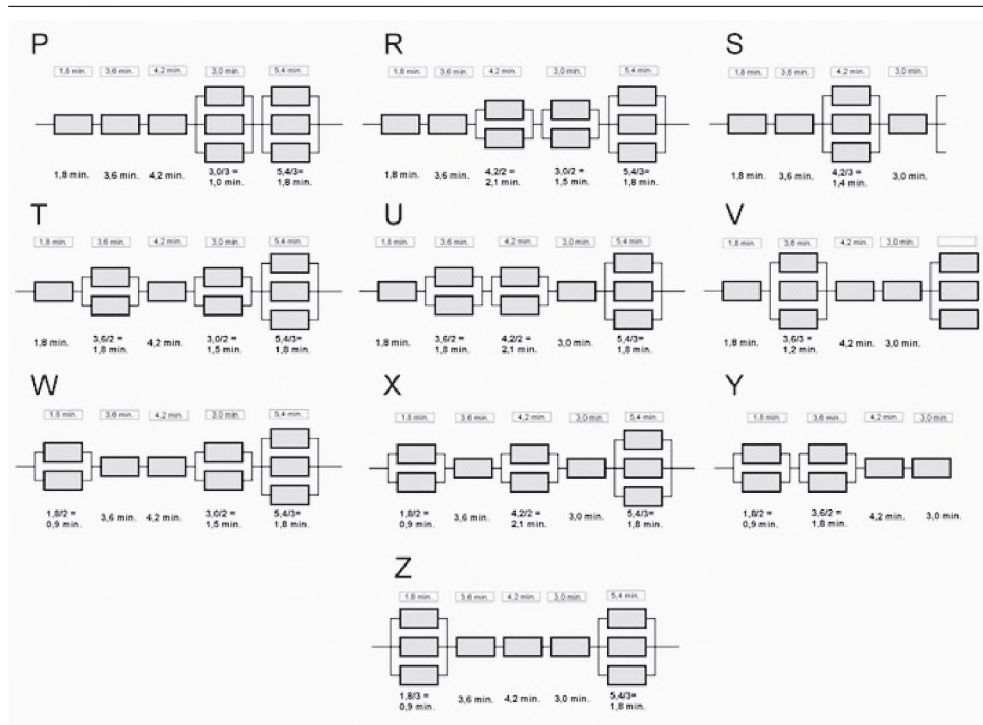 P
R
S
1,8 min. 3,6 min. 4,2 min. 3,0 min. 5,4 min.
1,8 min. 3,6 min. 4,2 min. 3,0 min. 5,4 min.
1,8 min. 3,6 min. 4,2 min. 3,0 min.
1,8 min. 3,6 min. 4,2 min. 3,0/3 = 5,4/3=
1,0 min. 1,8 min.
1,8 min. 3,6 min. 4,2/2 = 3,0/2 = 5,4/3=
2,1 min. 1,5 min. 1,8 min.
1,8 min. 3,6 min. 4,2/3 = 3,0 min.
1,4 min.
T
U
V
1,8 min. 3,6 min. 4,2 min. 3,0 min. 5,4 min.
1,8 min. 3,6 min. 4,2 min. 3,0 min. 5,4 min.
1,8 min. 3,6 min. 4,2 min. 3,0 min.
1,8 min. 3,6/2 = 4,2 min. 3,0/2 = 5,4/3=
1,8 min. 1,5 min. 1,8 min.
1,8 min. 3,6/2 = 4,2/2 = 3,0 min. 5,4/3=
1,8 min. 2,1 min. 1,8 min.
1,8 min. 3,6/3 = 4,2 min. 3,0 min.
1,2 min.
W
X
Y
1,8 min. 3,6 min. 4,2 min. 3,0 min. 5,4 min.
1,8 min. 3,6 min. 4,2 min. 3,0 min. 5,4 min.
1,8 min. 3,6 min. 4,2 min. 3,0 min.
1,8/2 = 3,6 min. 4,2 min. 3,0/2 = 5,4/3=
0,9 min. 1,5 min. 1,8 min.
1,8/2 = 3,6 min. 4,2/2 = 3,0 min. 5,4/3=
0,9 min. 2,1 min. 1,8 min.
1,8/2 = 3,6/2 = 4,2 min. 3,0 min.
0,9 min. 1,8 min.
Z
1,8 min. 3,6 min. 4,2 min. 3,0 min. 5,4 min.
1,8/3 = 3,6 min. 4,2 min. 3,0 min. 5,4/3=
0,9 min. 1,8 min.